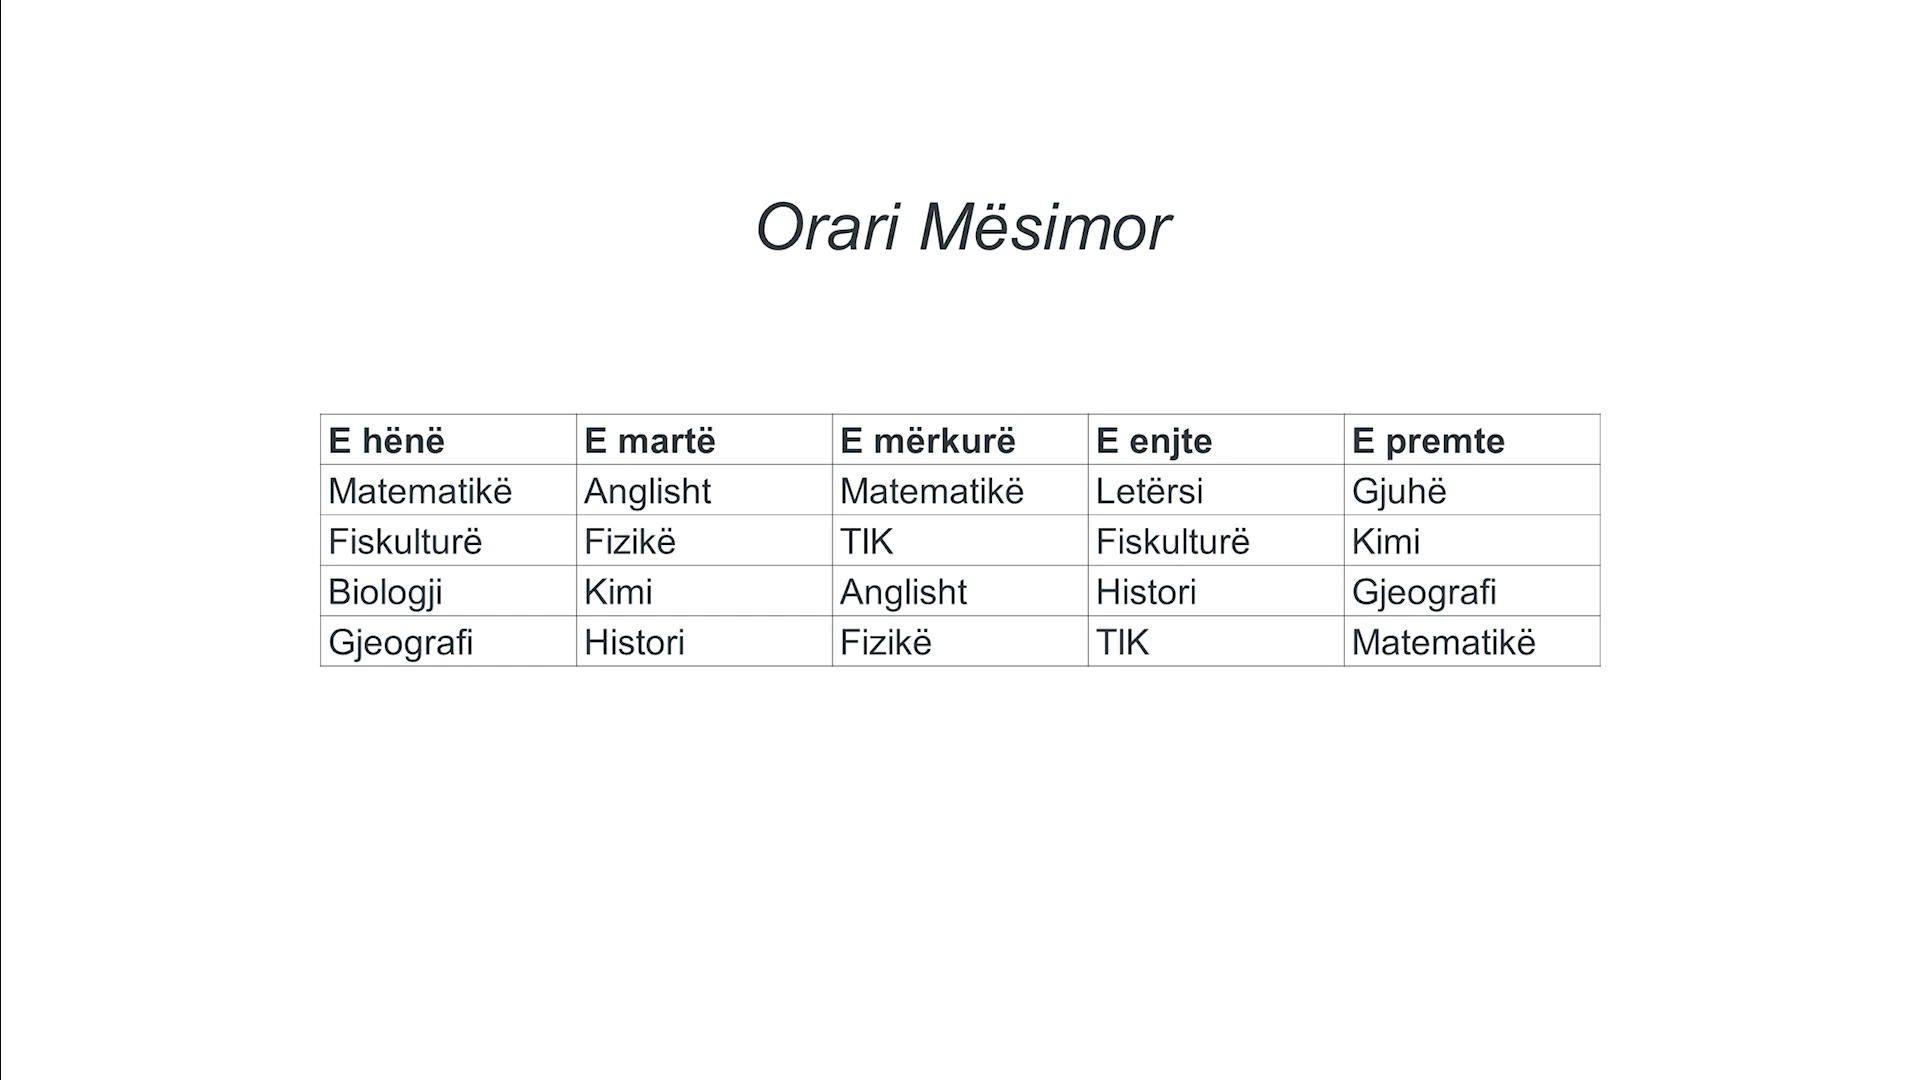 Orari Mësimor
E hënë E martë E mërkurë E enjte E premte
Matematikë Anglisht Matematikë Letërsi Gjuhë
Fiskulturë Fizikë TIK Fiskulturë Kimi
Biologji Kimi Anglisht Histori Gjeografi
Gjeografi Histori Fizikë TIK Matematikë